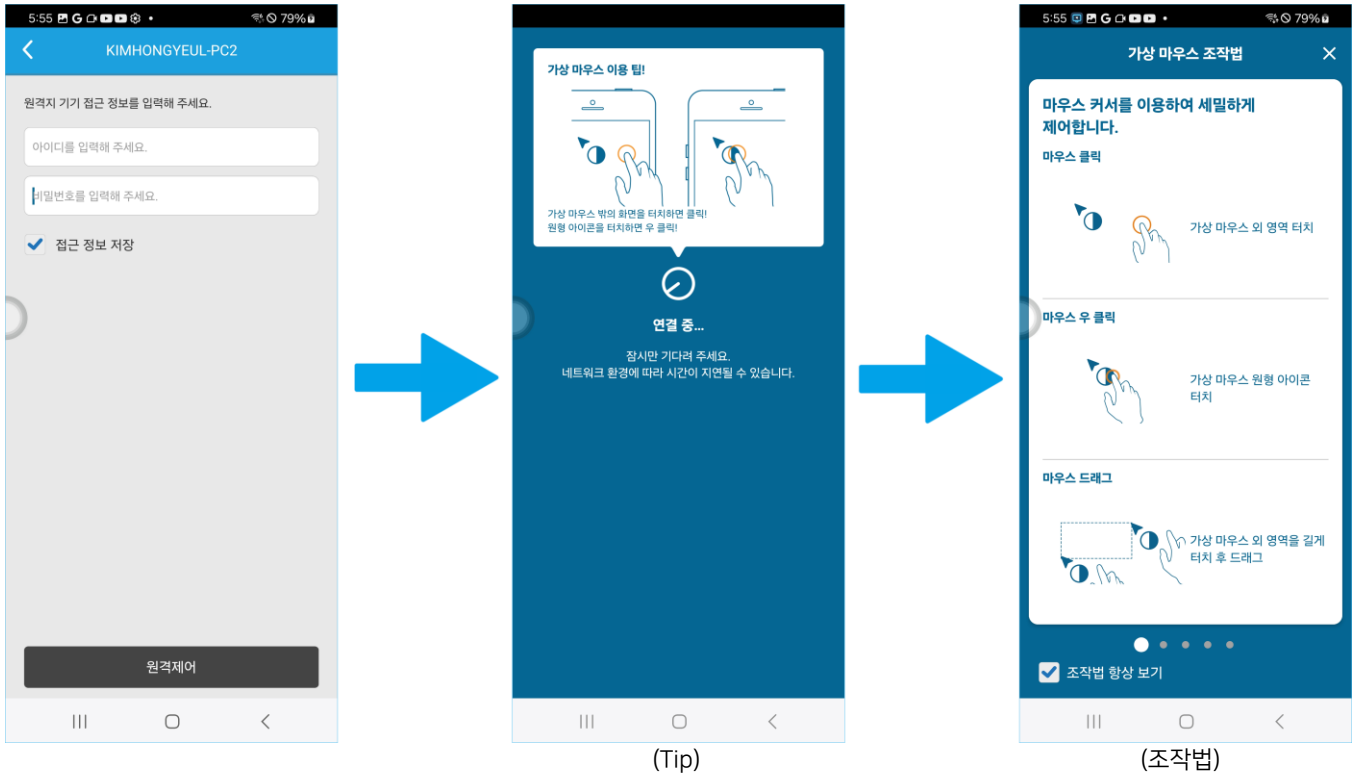 5:55 G 79%
KIMHONGYEUL-PC2
원격지 기기 접근 정보를 입력해 주세요.
아이디를 입력해 주세요.
비밀번호를 입력해 주세요.
접근 정보 저장
원격제어
가상 마우스 이용 팁!
가상 마우스 밖의 화면을 터치하면 클릭!
원형 아이콘을 터치하면 우 클릭!
연결 중...
잠시만 기다려 주세요.
네트워크 환경에 따라 시간이 지연될 수 있습니다.
(Tip)
5:55 G 79%
가상 마우스 조작법
마우스 커서를 이용하여 세밀하게
제어합니다.
마우스 클릭
가상 마우스 외 영역 터치
마우스 우 클릭
가상 마우스 원형 아이콘
터치
마우스 드래그
가상 마우스 외 영역을 길게
터치 후 드래그
조작법 항상 보기
(조작법)